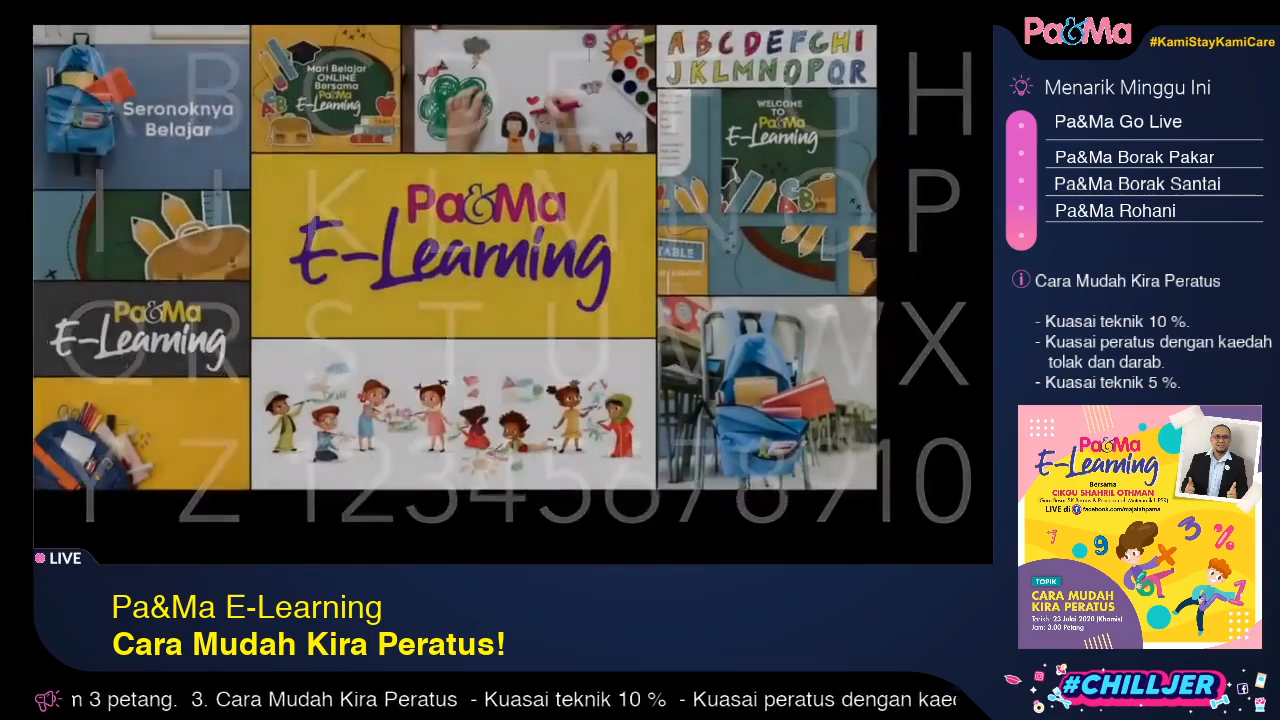 Pa&Ma
#KamiStayKamiCare
Menarik Minggu Ini
Pa&Ma Go Live
Pa&Ma Borak Pakar
Pa&Ma Borak Santai
Pa&Ma Rohani
Cara Mudah Kira Peratus
- Kuasai teknik 10 %.
- Kuasai peratus dengan kaedah
tolak dan darab.
- Kuasai teknik 5 %.
Seronoknya
Belajar
Mari Belajar
ONLINE
Bersama
Pa&Ma
E-Learning
A B C D E F G H I
J K L M N O P Q R
WELCOME
TO
Pa&Ma
E-Learning
TABLE
Pa&Ma
E-Learning
Pa&Ma
E-Learning
H
I J K L M N O P
Q R S T U V W X
Y Z 1 2 3 4 5 6 7 8 9 10
Pa&Ma
E-Learning
Bersama
CIKGU SHAHRIL OTHMAN
LIVE di facebook.com/majalahpama
TOPIK
CARA MUDAH
KIRA PERATUS
Tarikh: 23 Julai 2020 (Khamis)
Jam: 3.00 Petang
LIVE
Pa&Ma E-Learning
Cara Mudah Kira Peratus!
n 3 petang. 3. Cara Mudah Kira Peratus - Kuasai teknik 10 % - Kuasai peratus dengan kaed
#CHILLJER